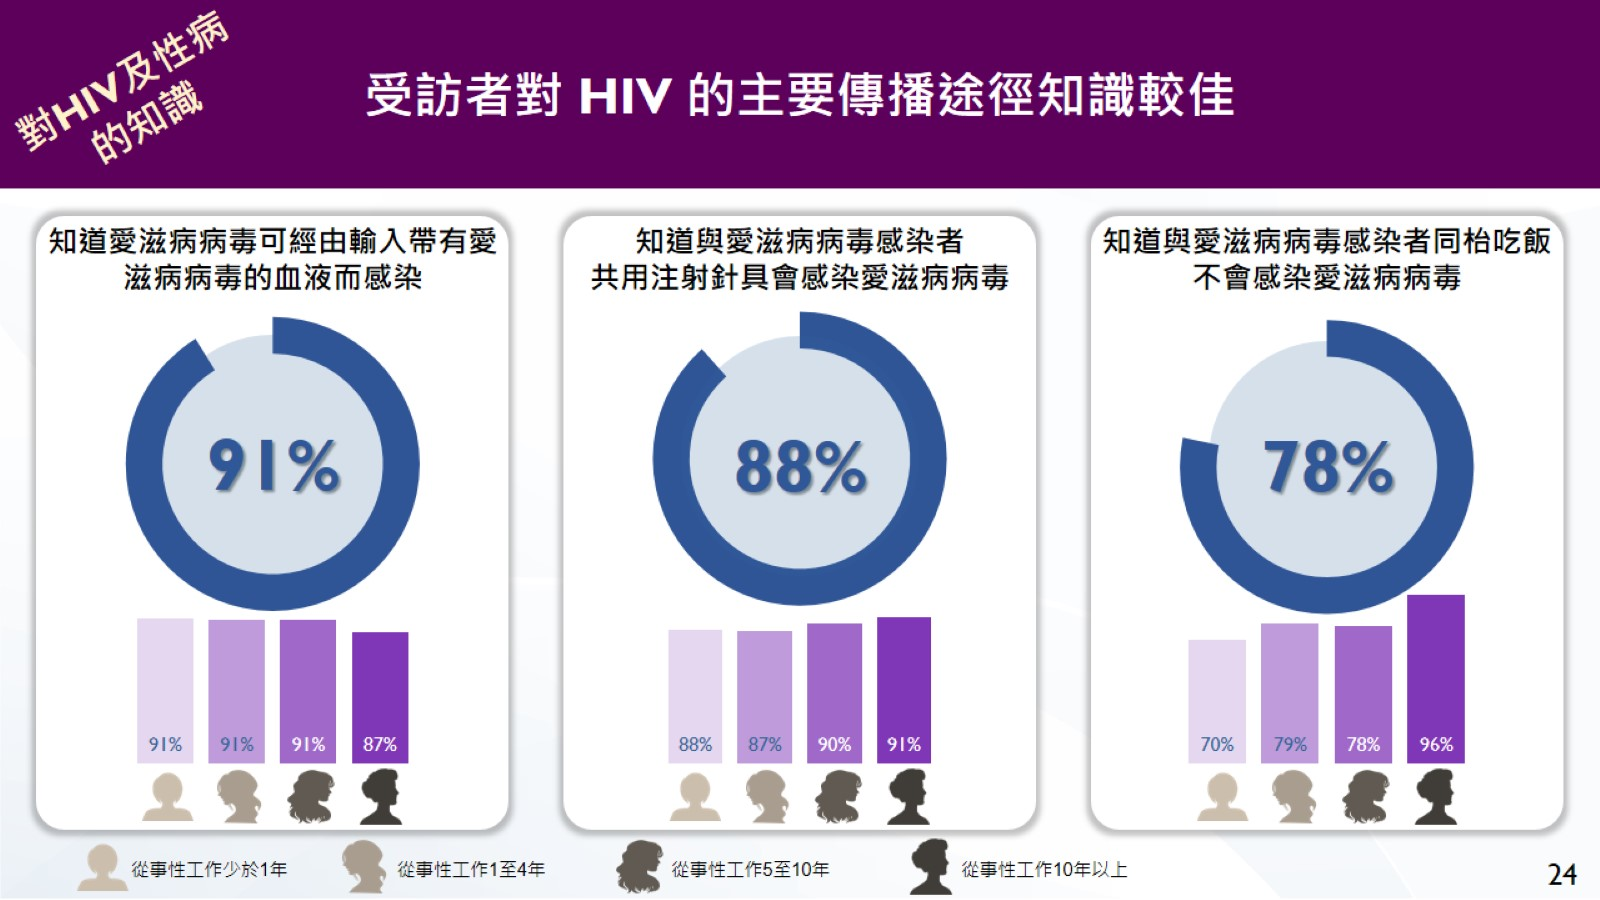 對HIV及性病
的知識
受訪者對 HIV 的主要傳播途徑知識較佳
知道愛滋病病毒可經由輸入帶有愛
滋病病毒的血液而感染
91%
91% 91% 91% 87%
知道與愛滋病病毒感染者
共用注射針具會感染愛滋病病毒
88%
88% 87% 90% 91%
知道與愛滋病病毒感染者同枱吃飯
不會感染愛滋病病毒
78%
70% 79% 78% 96%
從事性工作少於1年
從事性工作1至4年
從事性工作5至10年
從事性工作10年以上
24